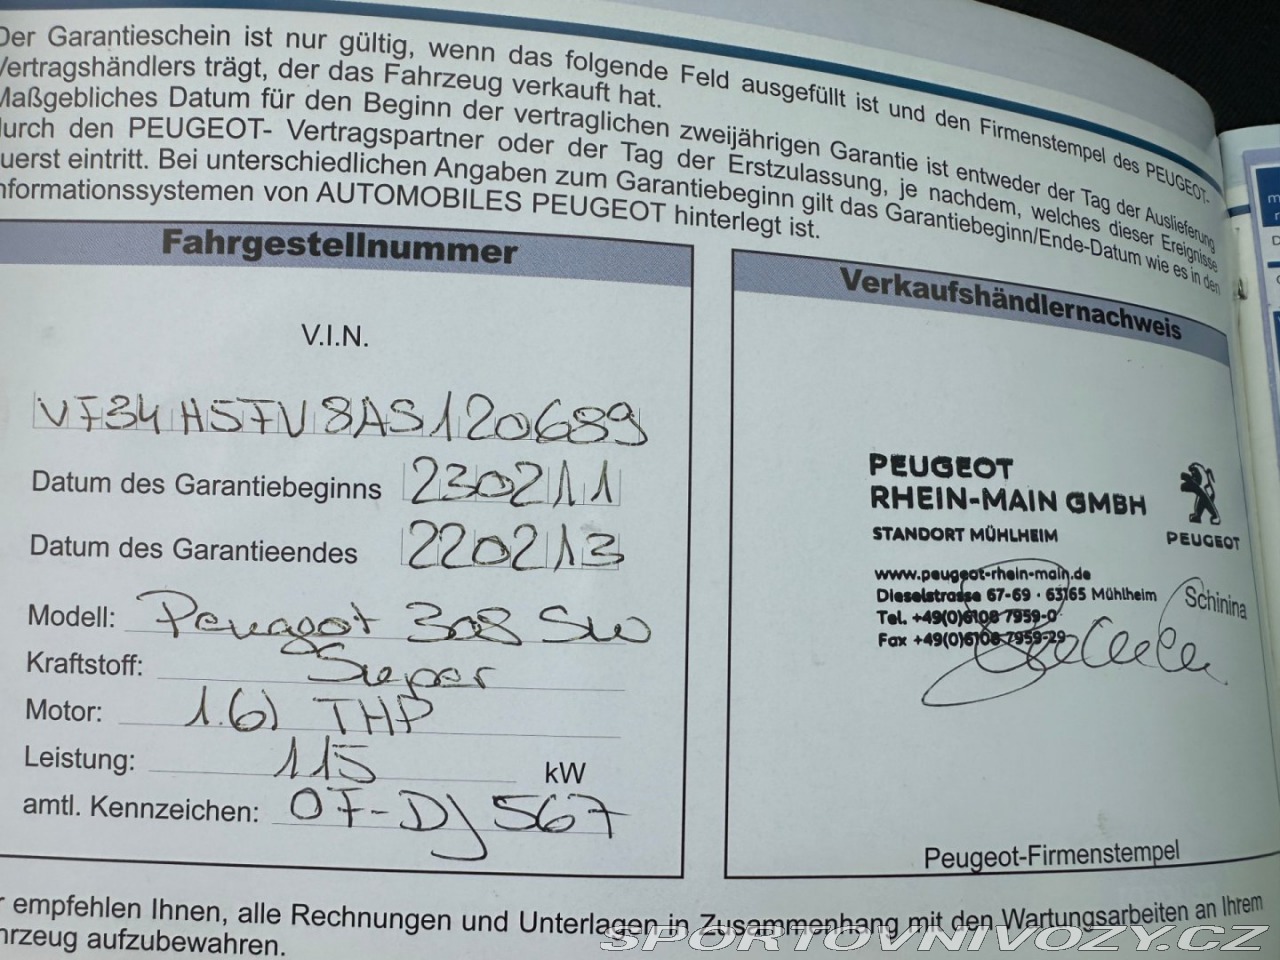 Der Garantieschein ist nur gültig, wenn das folgende Feld ausgefüllt ist und den Firmenstempel des PEUGEOT-
Vertragshändlers trägt, der das Fahrzeug verkauft hat.
Maßgebliches Datum für den Beginn der vertraglichen zweijährigen Garantie ist entweder der Tag der Auslieferung
durch den PEUGEOT- Vertragspartner oder der Tag der Erstzulassung, je nachdem, welches dieser Ereignisse
uerst eintritt. Bei unterschiedlichen Angaben zum Garantiebeginn gilt das Garantiebeginn/Ende-Datum wie es in den
nformationssystemen von AUTOMOBILES PEUGEOT hinterlegt ist.
Fahrgestellnummer
V.I.N.
VF34H5FV8AS120689
Datum des Garantiebeginns 230211
Datum des Garantieendes 220213
Modell: Peugeot 308 SW
Kraftstoff: Super
Motor: 1.6l THP
Leistung: 115 kW
amtl. Kennzeichen: OF-DJ 567
Verkaufshändlernachweis
PEUGEOT
RHEIN-MAIN GMBH
STANDORT MÜHLHEIM
PEUGEOT
www.peugeot-rhein-main.de
Dieselstrasse 67-69 · 63165 Mühlheim
Tel. +49(0)6108 7959-0
Fax +49(0)6108 7959-29
Schinina
Peugeot-Firmenstempel
r empfehlen Ihnen, alle Rechnungen und Unterlagen in Zusammenhang mit den Wartungsarbeiten an Ihrem
hrzeug aufzubewahren.
SPORTOVNIVOZY.CZ